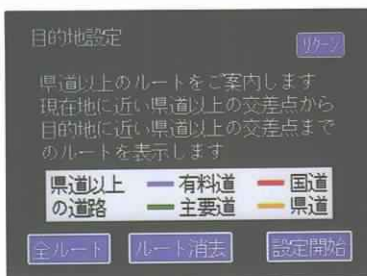 目的地設定
リターン
県道以上のルートをご案内します
現在地に近い県道以上の交差点から
目的地に近い県道以上の交差点まで
のルートを表示します
県道以上 有料道 国道
の道路 主要道 県道
全ルート ルート消去 設定開始